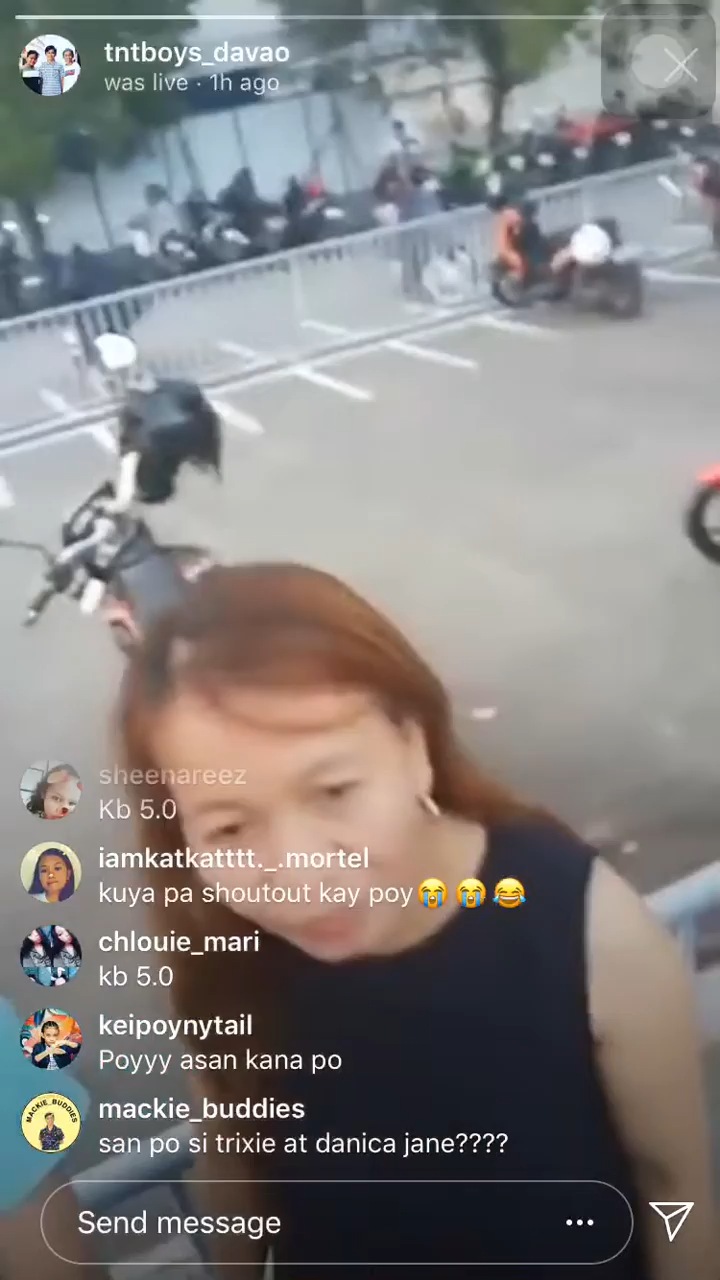 tntboys_davao
was live · 1h ago
sheenareez
Kb 5.0
iamkatkatttt._.mortel
kuya pa shoutout kay poy😭😭😂
chlouie_mari
kb 5.0
keipoynytail
Poyyy asan kana po
MACKIE_BUDDIES
mackie_buddies
san po si trixie at danica jane????
Send message